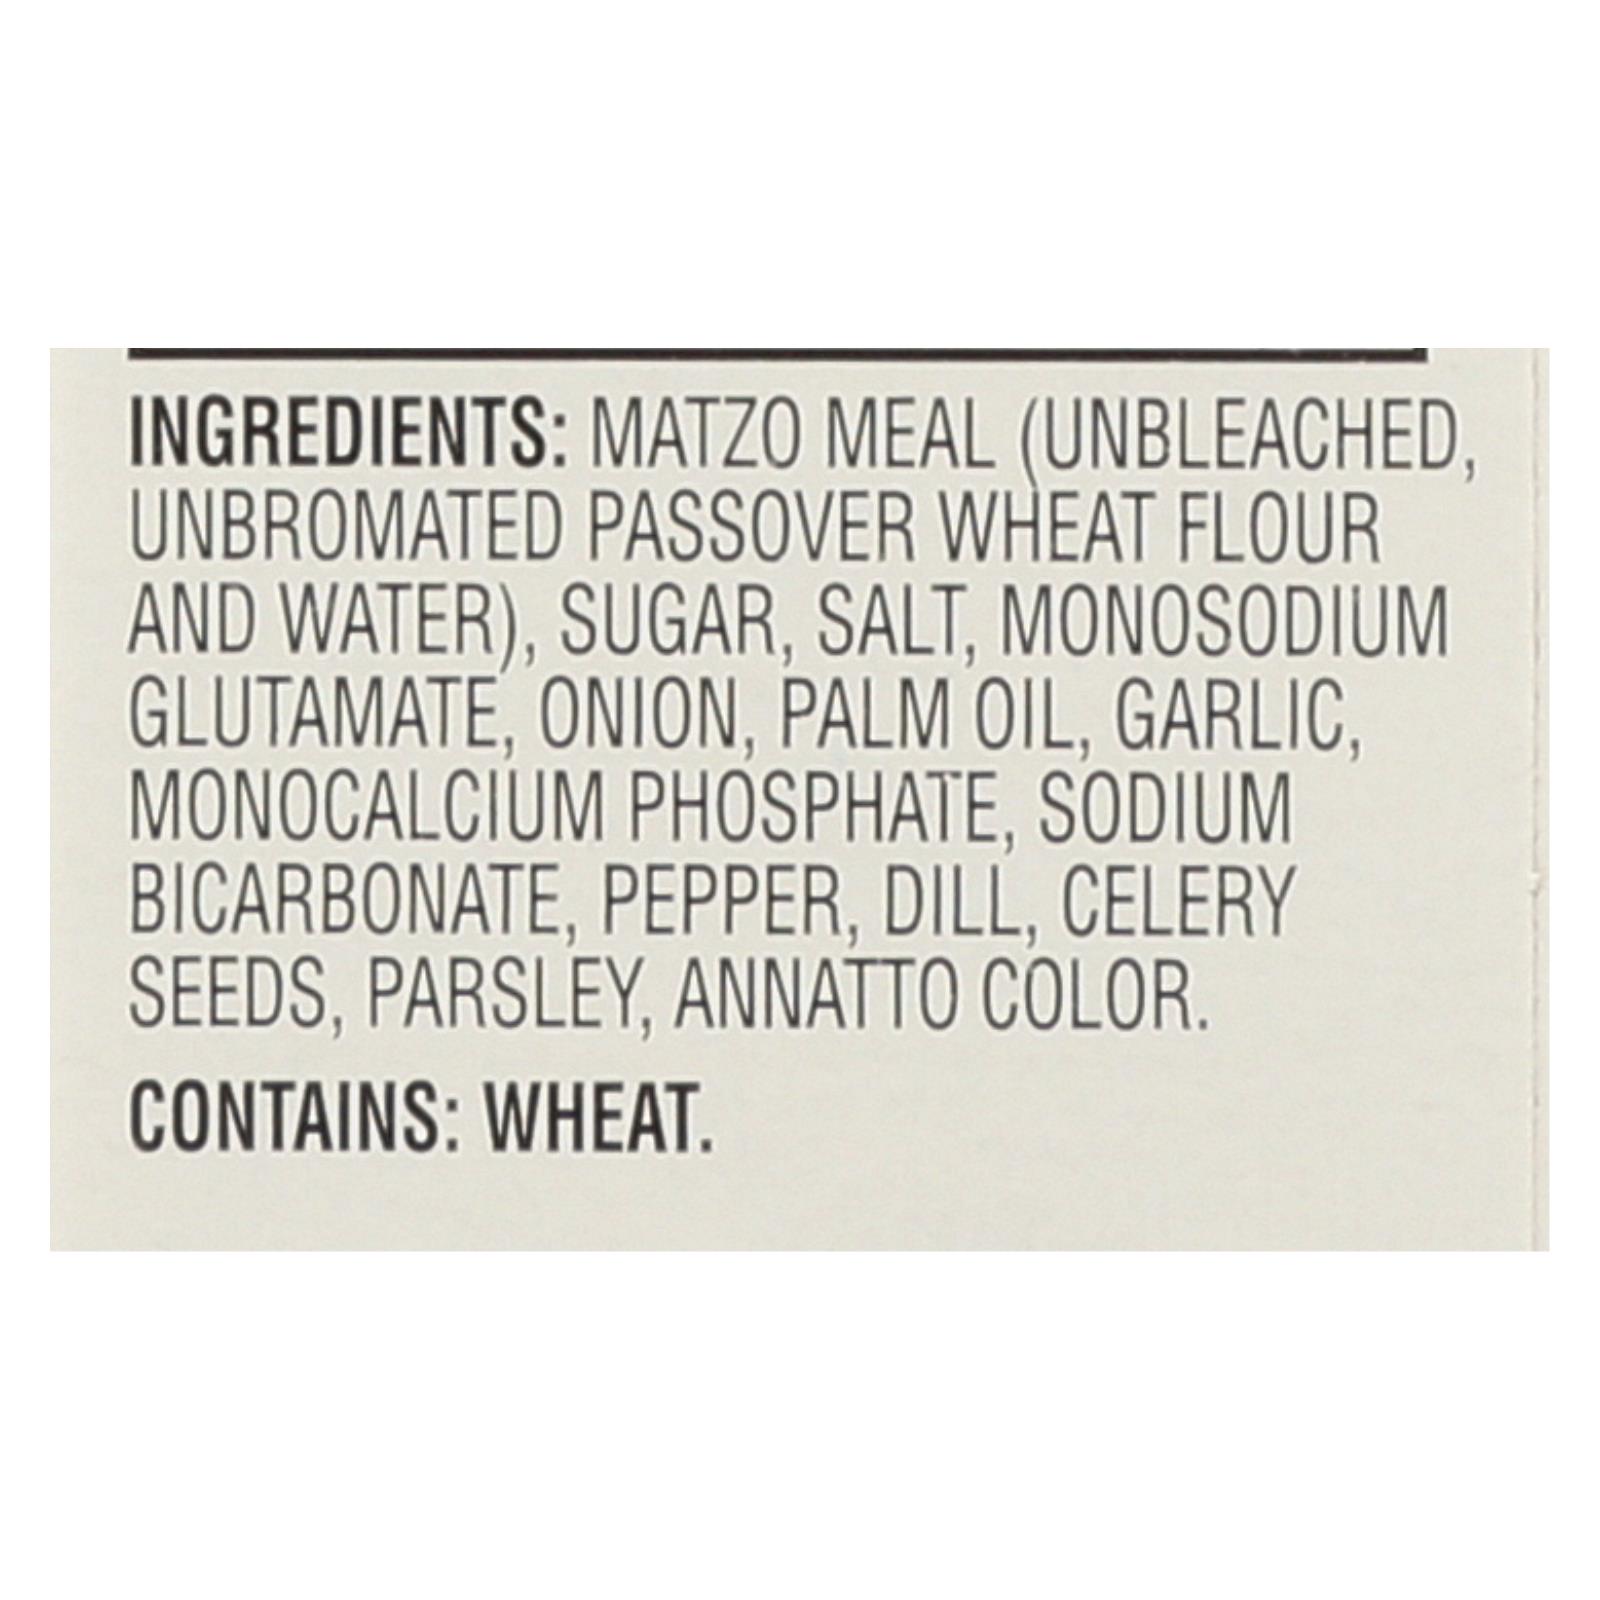 INGREDIENTS: MATZO MEAL (UNBLEACHED,
UNBROMATED PASSOVER WHEAT FLOUR
AND WATER), SUGAR, SALT, MONOSODIUM
GLUTAMATE, ONION, PALM OIL, GARLIC,
MONOCALCIUM PHOSPHATE, SODIUM
BICARBONATE, PEPPER, DILL, CELERY
SEEDS, PARSLEY, ANNATTO COLOR.
CONTAINS: WHEAT.